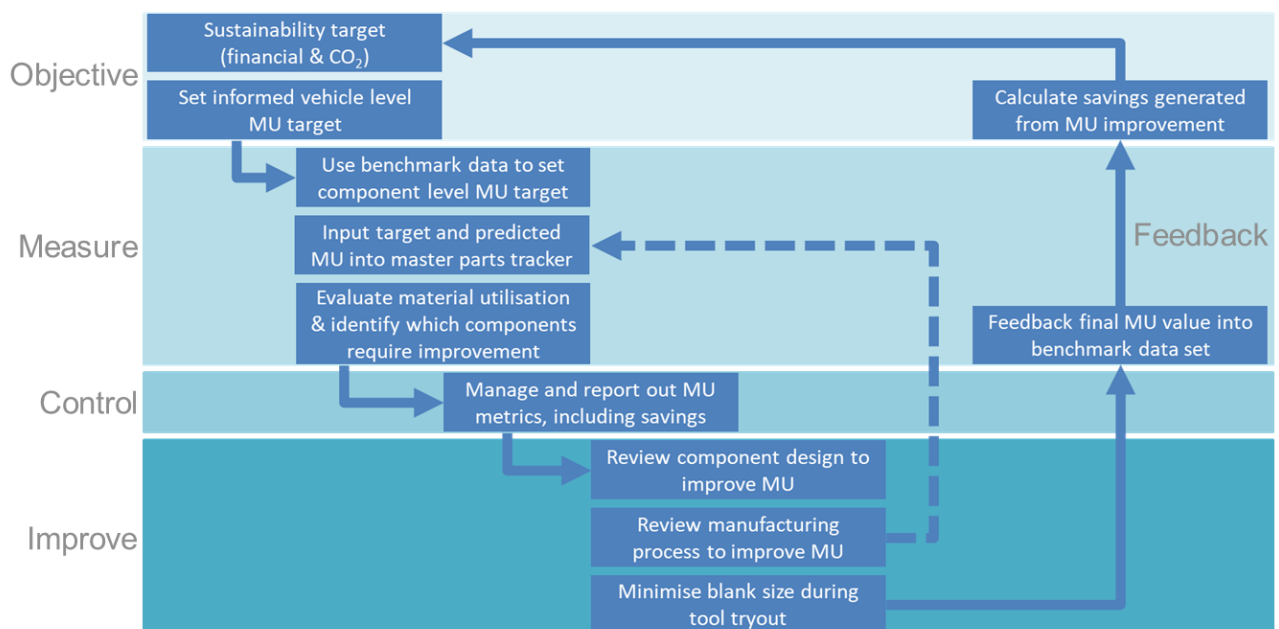 Objective
Sustainability target
(financial & CO₂)
Set informed vehicle level
MU target
Calculate savings generated
from MU improvement
Measure
Use benchmark data to set
component level MU target
Input target and predicted
MU into master parts tracker
Evaluate material utilisation
& identify which components
require improvement
Feedback
Feedback final MU value into
benchmark data set
Control
Manage and report out MU
metrics, including savings
Improve
Review component design to
improve MU
Review manufacturing
process to improve MU
Minimise blank size during
tool tryout